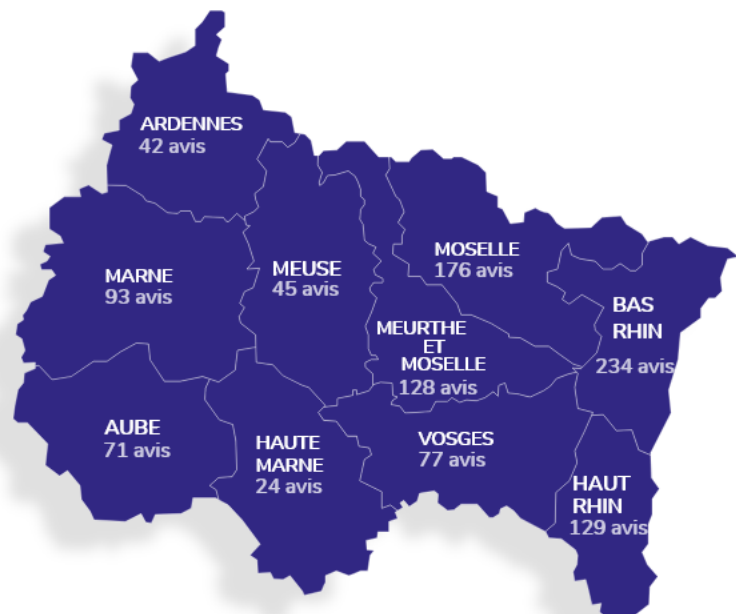 ARDENNES
42 avis
MARNE
93 avis
MEUSE
45 avis
MOSELLE
176 avis
BAS
RHIN
234 avis
MEURTHE
ET
MOSELLE
128 avis
AUBE
71 avis
HAUTE
MARNE
24 avis
VOSGES
77 avis
HAUT
RHIN
129 avis